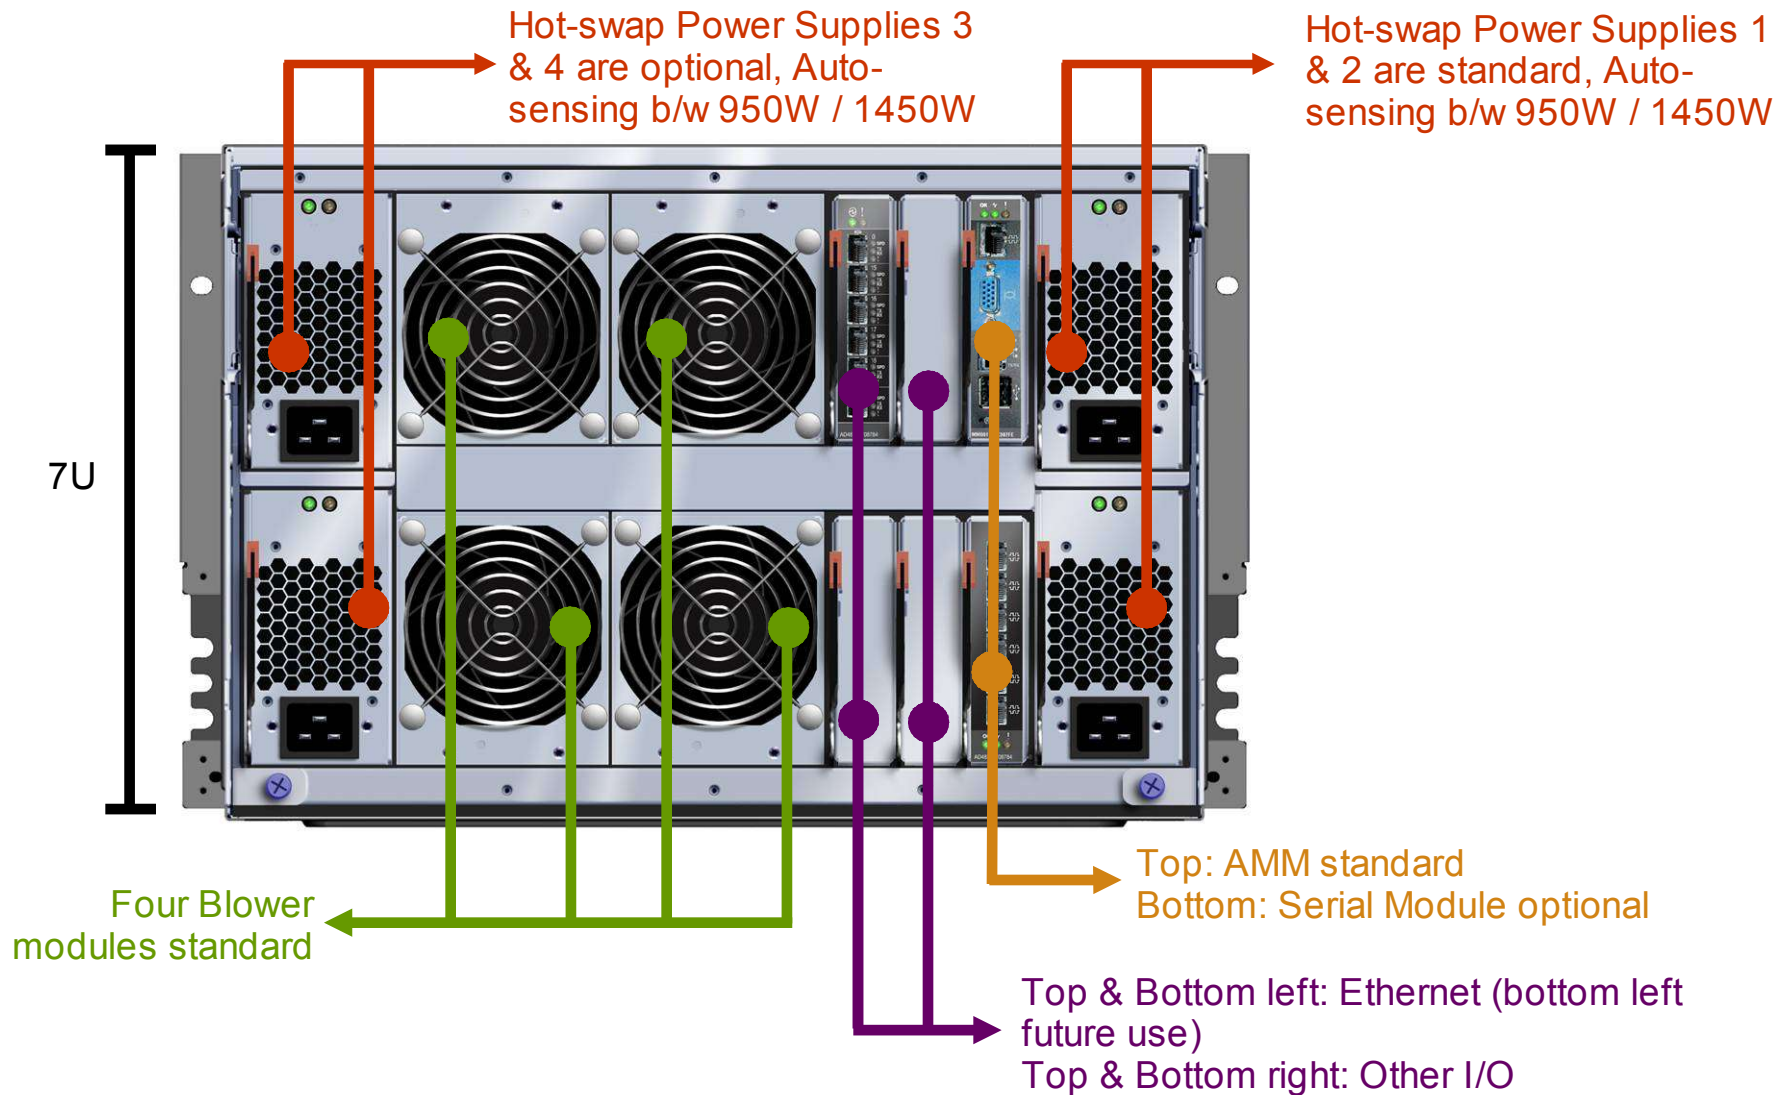 Hot-swap Power Supplies 3
& 4 are optional, Auto-
sensing b/w 950W / 1450W
Hot-swap Power Supplies 1
& 2 are standard, Auto-
sensing b/w 950W / 1450W
7U
OK
Top: AMM standard
Bottom: Serial Module optional
Four Blower
modules standard
Top & Bottom left: Ethernet (bottom left
future use)
Top & Bottom right: Other I/O